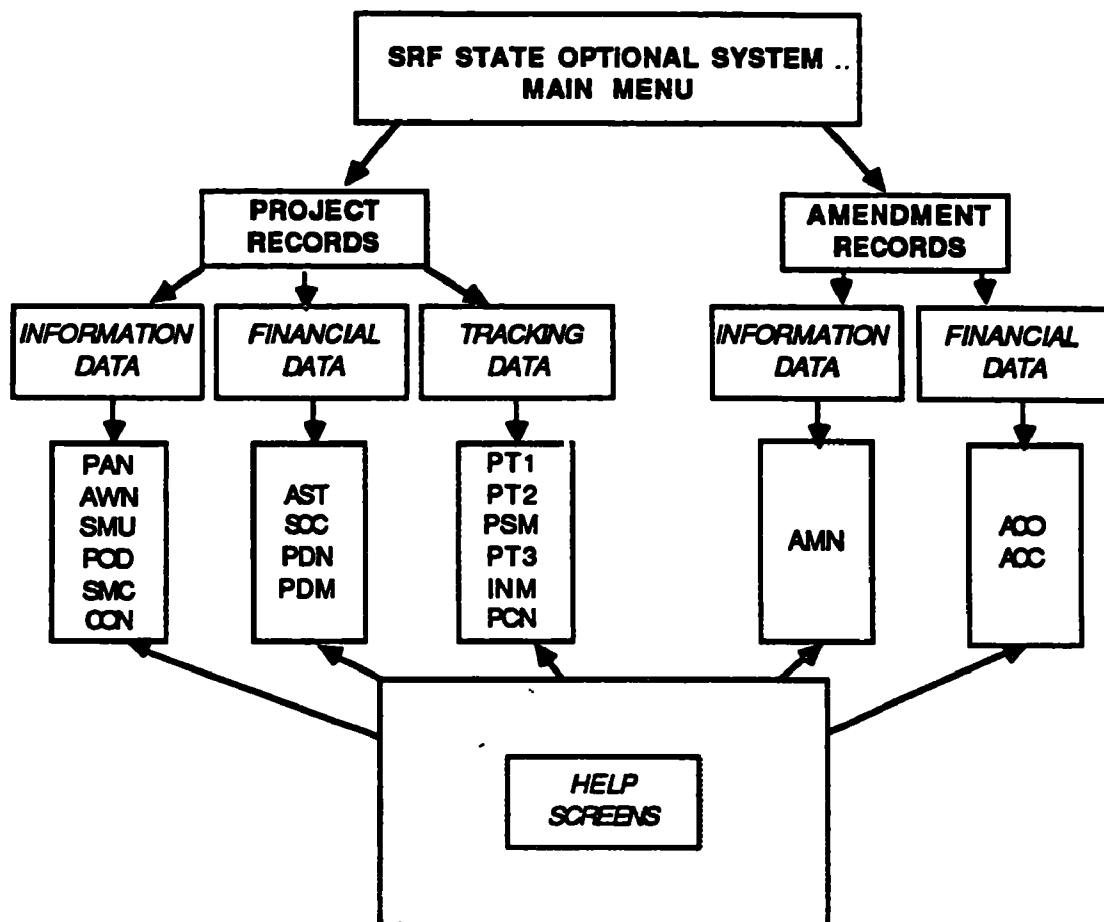 SRF STATE OPTIONAL SYSTEM ..
MAIN MENU
PROJECT
RECORDS
AMENDMENT
RECORDS
INFORMATION
DATA
FINANCIAL
DATA
TRACKING
DATA
INFORMATION
DATA
FINANCIAL
DATA
PAN
AWN
SMU
POD
SMC
CON
AST
SOC
PDN
PDM
PT1
PT2
PSM
PT3
INM
PCN
AMN
ACO
ACC
HELP
SCREENS